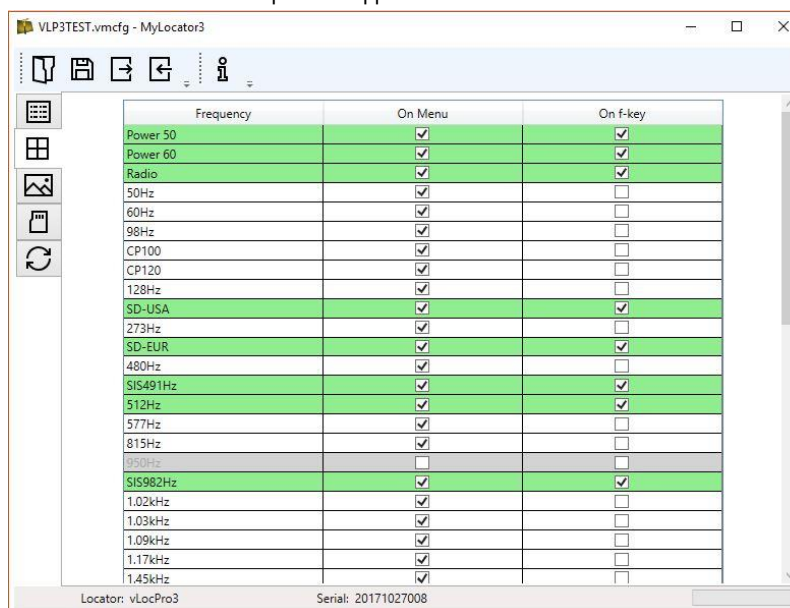 VLP3TEST.vmcfg - MyLocator3
Frequency On Menu On f-key
Power 50
Power 60
Radio
50Hz
60Hz
98Hz
CP100
CP120
128Hz
SD-USA
273Hz
SD-EUR
480Hz
SIS491Hz
512Hz
577Hz
815Hz
950Hz
SIS982Hz
1.02kHz
1.03kHz
1.09kHz
1.17kHz
1.45kHz
Locator: vLocPro3 Serial: 20171027008